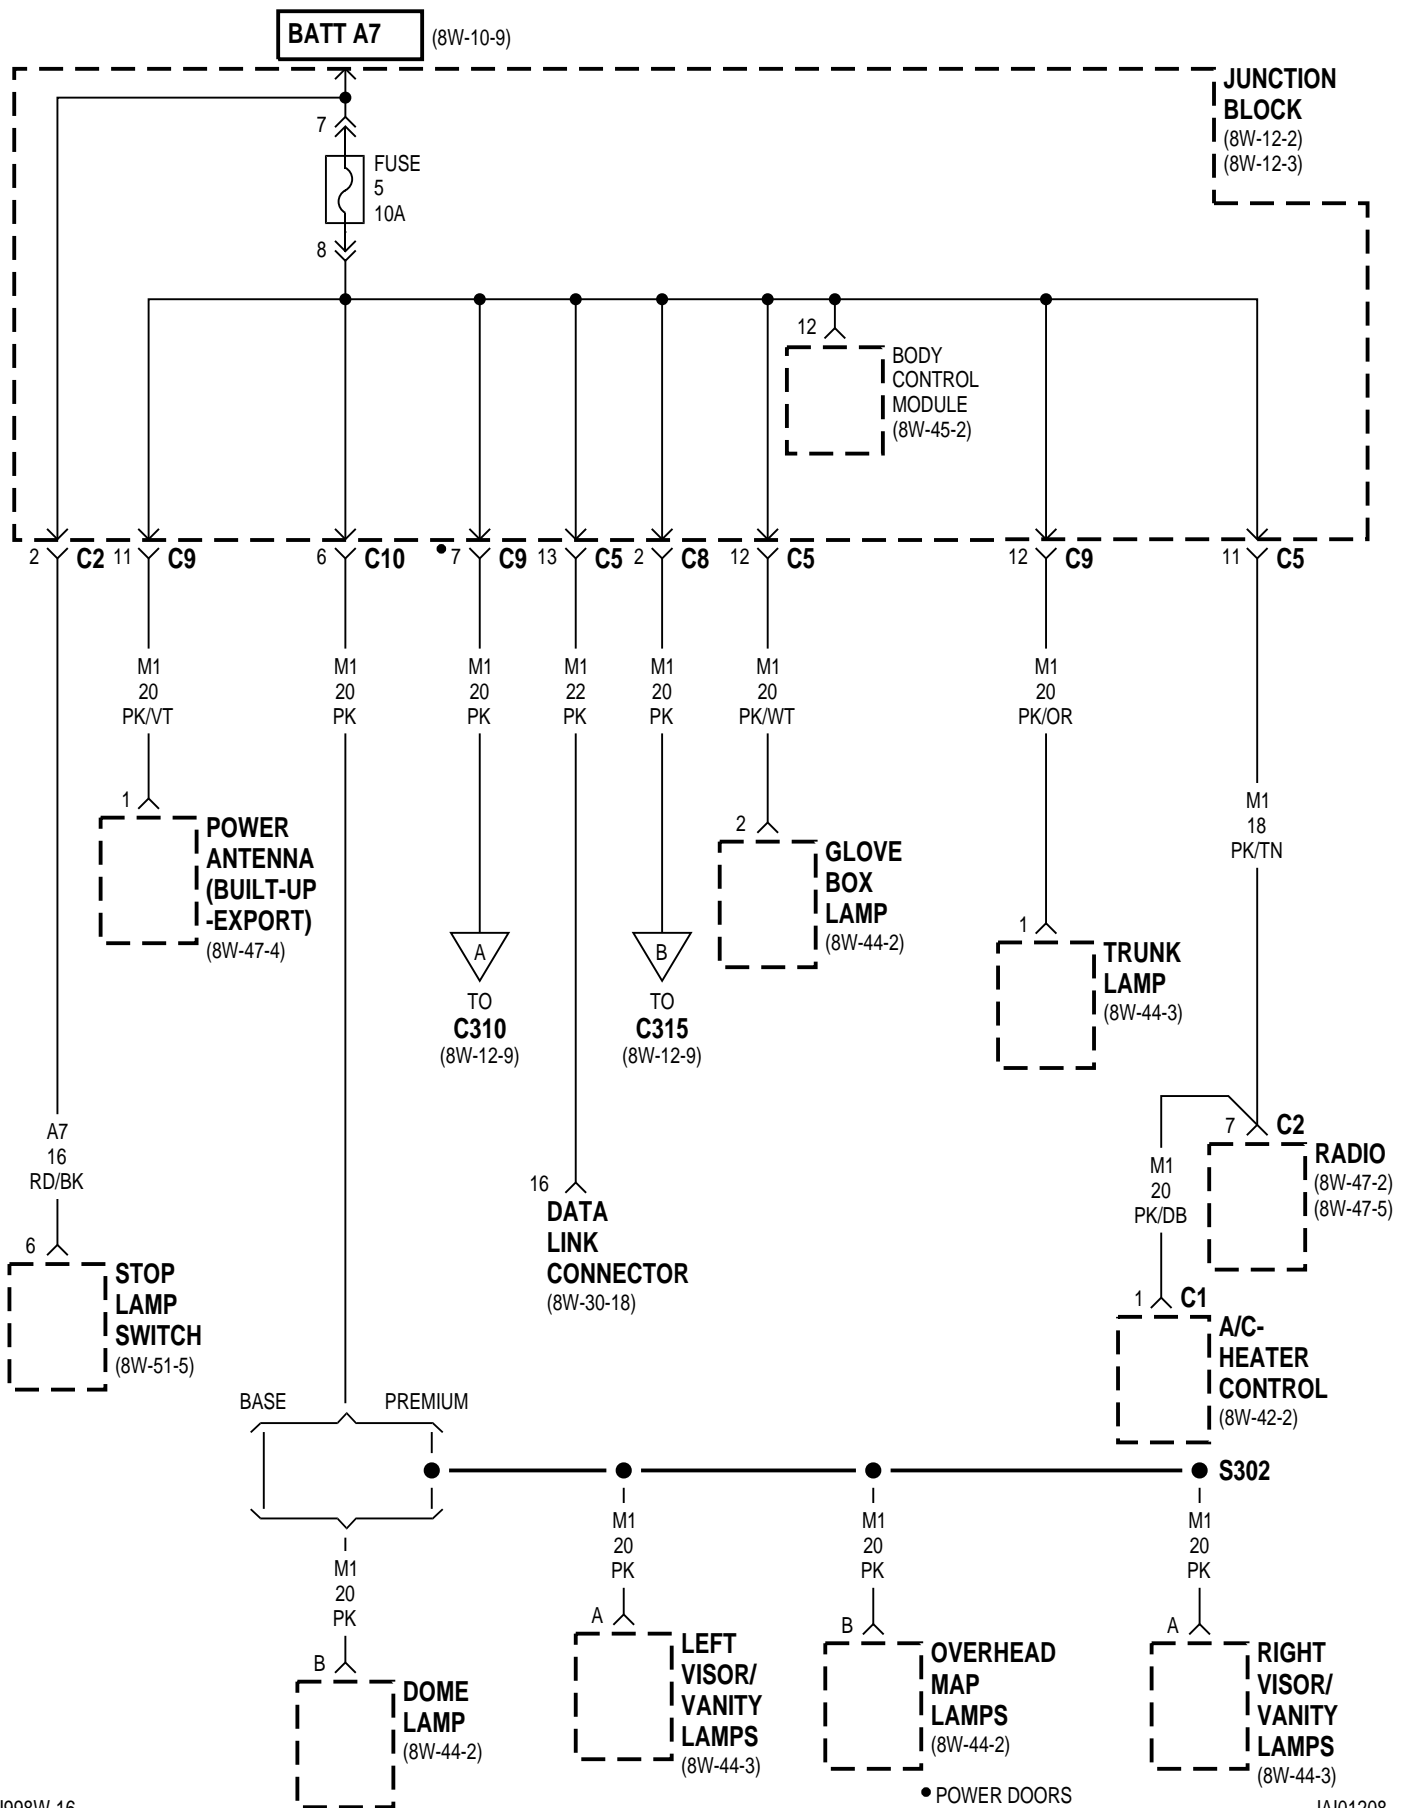 BATT A7 (8W-10-9)
JUNCTION
BLOCK
(8W-12-2)
(8W-12-3)
7
FUSE
5
10A
8
12
BODY
CONTROL
MODULE
(8W-45-2)
2 C2 11 C9 6 C10 • 7 C9 13 C5 2 C8 12 C5 12 C9 11 C5
M1
20
PK/VT
M1
20
PK
M1
20
PK
M1
22
PK
M1
20
PK
M1
20
PK/WT
M1
20
PK/OR
M1
18
PK/TN
1
POWER
ANTENNA
(BUILT-UP
-EXPORT)
(8W-47-4)
2
GLOVE
BOX
LAMP
(8W-44-2)
A
TO
C310
(8W-12-9)
B
TO
C315
(8W-12-9)
1
TRUNK
LAMP
(8W-44-3)
A7
16
RD/BK
6
STOP
LAMP
SWITCH
(8W-51-5)
16
DATA
LINK
CONNECTOR
(8W-30-18)
7 C2
RADIO
(8W-47-2)
(8W-47-5)
M1
20
PK/DB
1 C1
A/C-
HEATER
CONTROL
(8W-42-2)
BASE PREMIUM
S302
M1
20
PK
B
DOME
LAMP
(8W-44-2)
M1
20
PK
A
LEFT
VISOR/
VANITY
LAMPS
(8W-44-3)
M1
20
PK
B
OVERHEAD
MAP
LAMPS
(8W-44-2)
M1
20
PK
A
RIGHT
VISOR/
VANITY
LAMPS
(8W-44-3)
• POWER DOORS